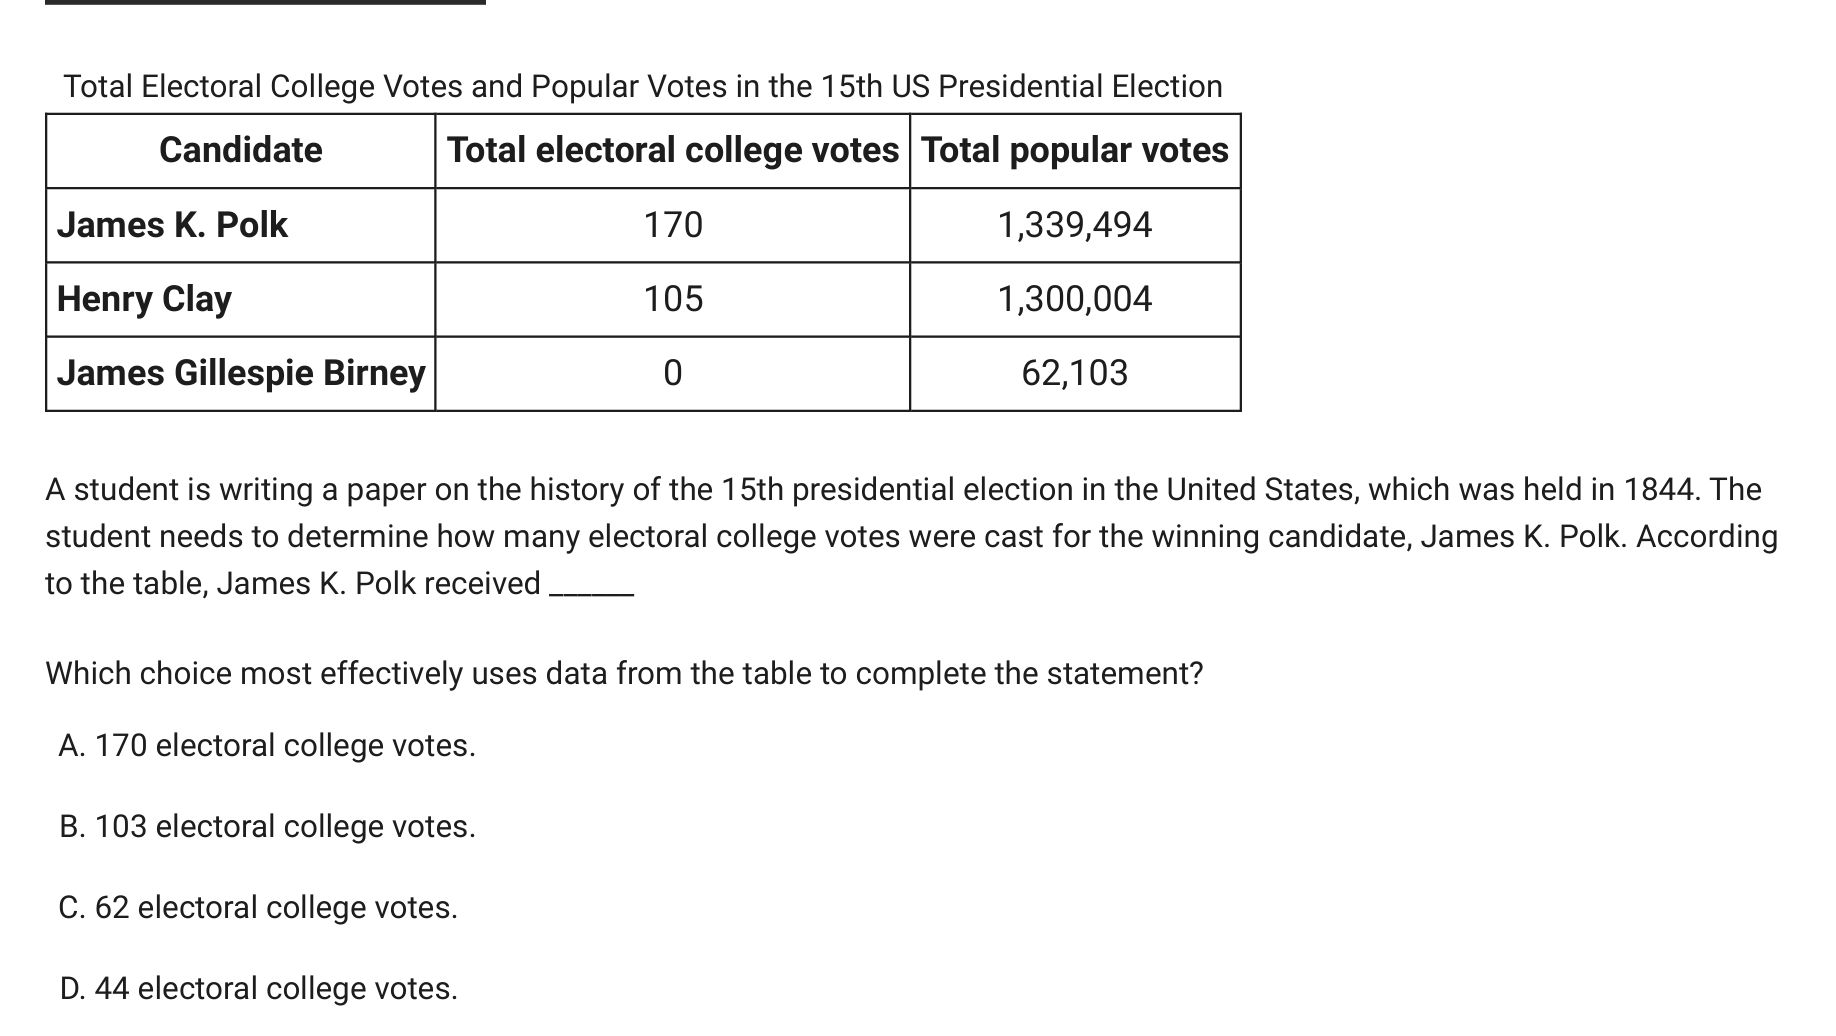 Total Electoral College Votes and Popular Votes in the 15th US Presidential Election
Candidate Total electoral college votes Total popular votes
James K. Polk 170 1,339,494
Henry Clay 105 1,300,004
James Gillespie Birney 0 62,103
A student is writing a paper on the history of the 15th presidential election in the United States, which was held in 1844. The
student needs to determine how many electoral college votes were cast for the winning candidate, James K. Polk. According
to the table, James K. Polk received ______
Which choice most effectively uses data from the table to complete the statement?
A. 170 electoral college votes.
B. 103 electoral college votes.
C. 62 electoral college votes.
D. 44 electoral college votes.